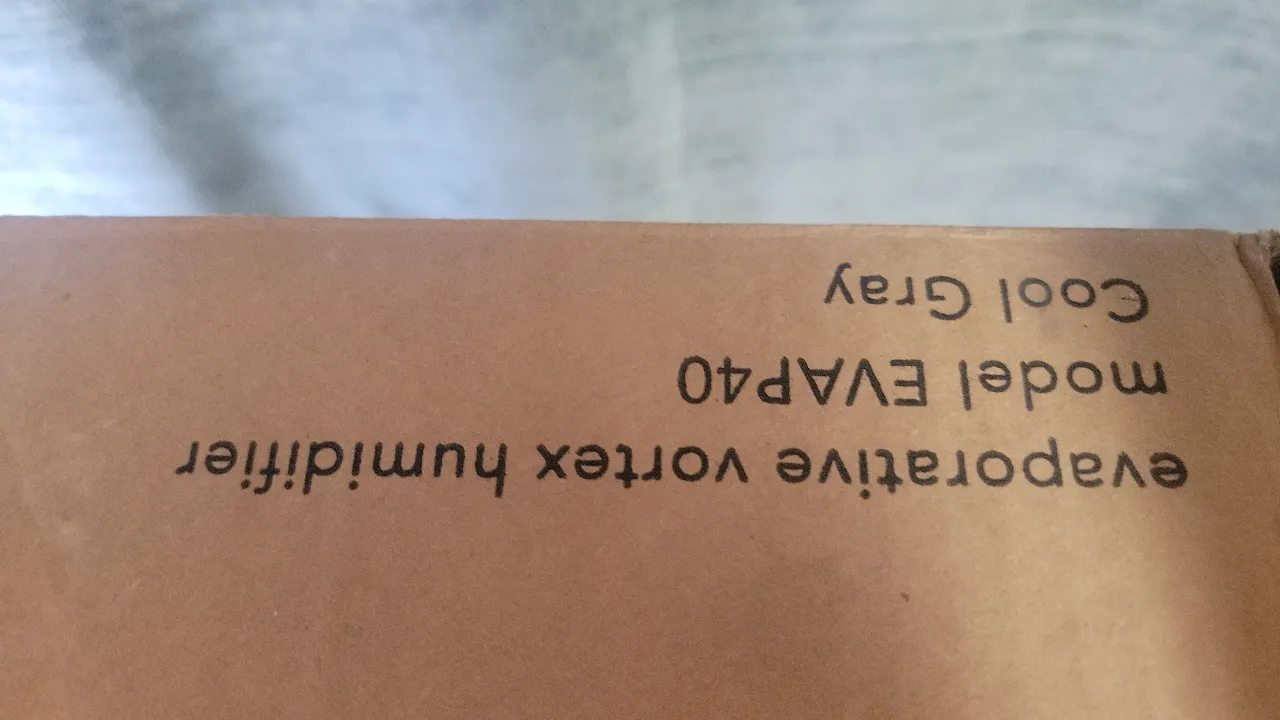 evaporative vortex humidifier
model EVAP40
Cool Gray